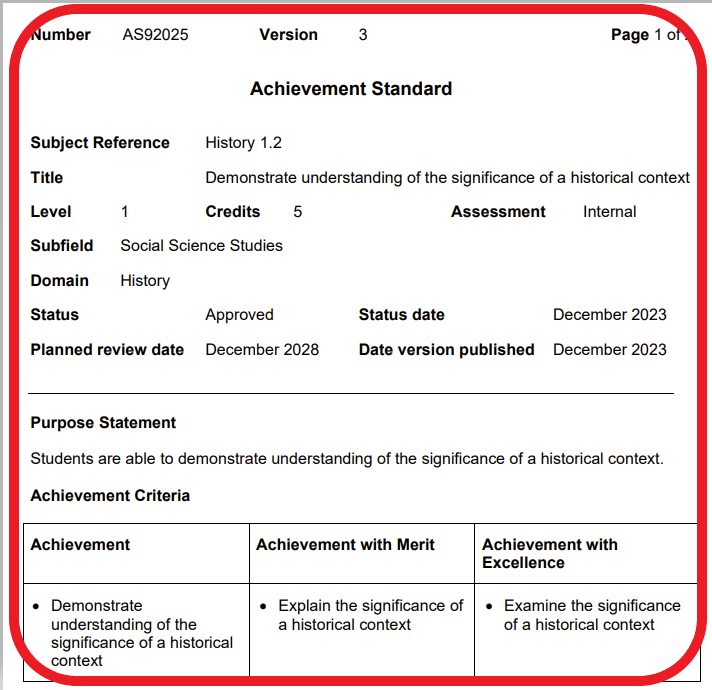 Number AS92025 Version 3 Page 1 of
Achievement Standard
Subject Reference History 1.2
Title Demonstrate understanding of the significance of a historical context
Level 1 Credits 5 Assessment Internal
Subfield Social Science Studies
Domain History
Status Approved Status date December 2023
Planned review date December 2028 Date version published December 2023
Purpose Statement
Students are able to demonstrate understanding of the significance of a historical context.
Achievement Criteria
Achievement Achievement with Merit Achievement with
Excellence
• Demonstrate
understanding of the
significance of a historical
context
• Explain the significance of
a historical context
• Examine the significance
of a historical context